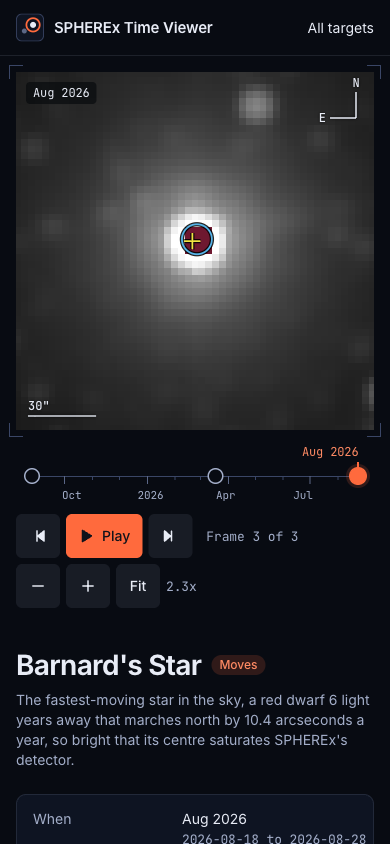 SPHEREx Time Viewer
All targets
Aug 2026
N
E
30"
Aug 2026
Oct
2026
Apr
Jul
Play
Frame 3 of 3
Fit
2.3x
Barnard's Star
Moves
The fastest-moving star in the sky, a red dwarf 6 light
years away that marches north by 10.4 arcseconds a
year, so bright that its centre saturates SPHEREx's
detector.
When
Aug 2026
2026-08-18 to 2026-08-28